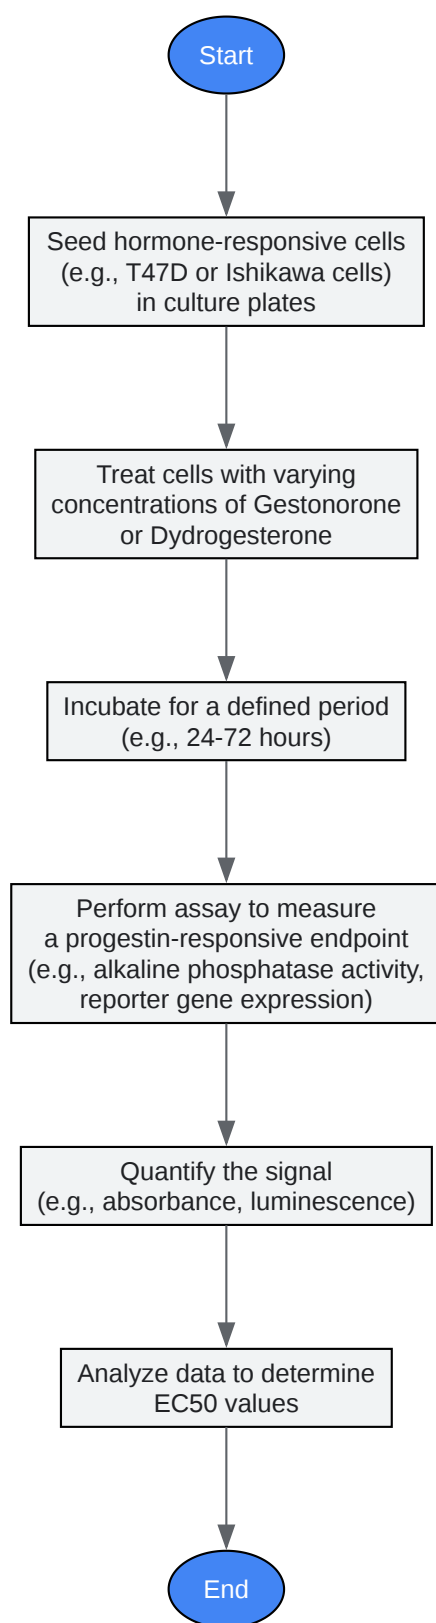 Start
Seed hormone-responsive cells
(e.g., T47D or Ishikawa cells)
in culture plates
Treat cells with varying
concentrations of Gestonorone
or Dydrogesterone
Incubate for a defined period
(e.g., 24-72 hours)
Perform assay to measure
a progestin-responsive endpoint
(e.g., alkaline phosphatase activity,
reporter gene expression)
Quantify the signal
(e.g., absorbance, luminescence)
Analyze data to determine
EC50 values
End